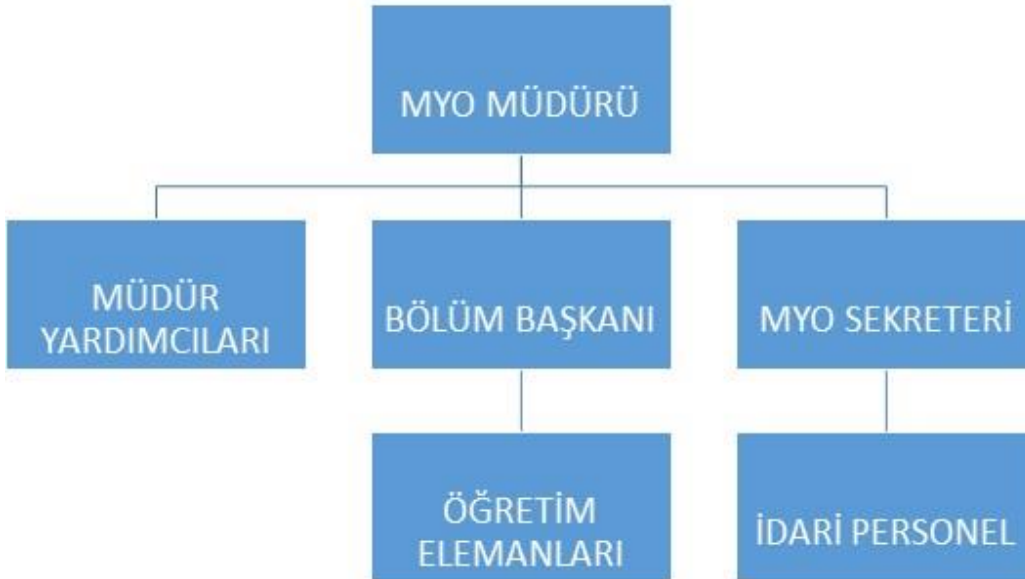 MYO MÜDÜRÜ
MÜDÜR
YARDIMCILARI
BÖLÜM BAŞKANI
MYO SEKRETERİ
ÖĞRETİM
ELEMANLARI
İDARİ PERSONEL